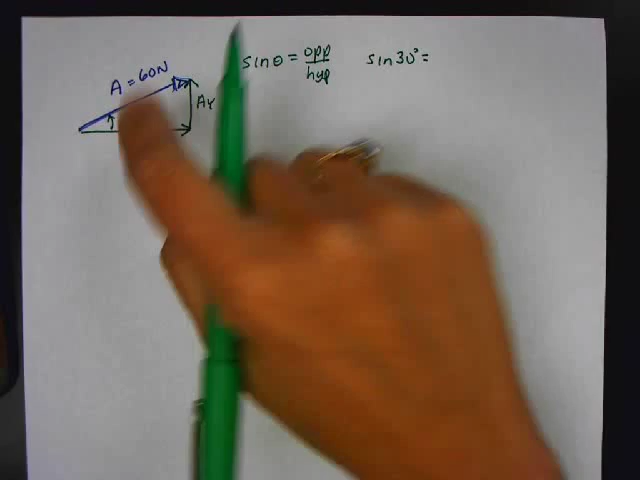 A = 60N
Ay
sin θ = opp/hyp
sin 30° =